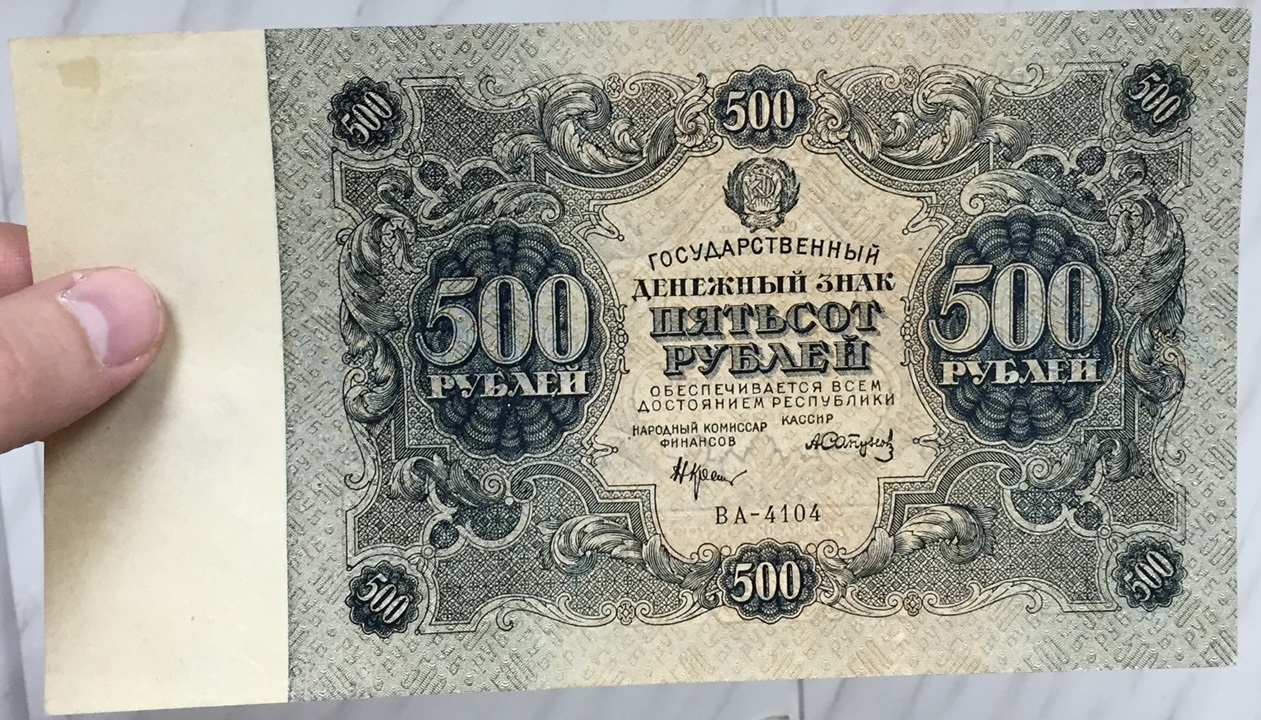 500
500
500
ГОСУДАРСТВЕННЫЙ
ДЕНЕЖНЫЙ ЗНАК
ПЯТЬСОТ
РУБЛЕЙ
500
РУБЛЕЙ
500
РУБЛЕЙ
ОБЕСПЕЧИВАЕТСЯ ВСЕМ
ДОСТОЯНИЕМ РЕСПУБЛИКИ
НАРОДНЫЙ КОМИССАР
ФИНАНСОВ
КАССИР
ВА-4104
500
500
500